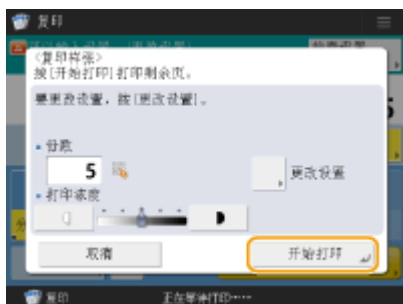 复印
<复印样张>
按[开始打印]打印剩余页。
要更改设置，按[更改设置]。
份数
5
更改设置
打印浓度
取消
开始打印
复印
正在等待打印……